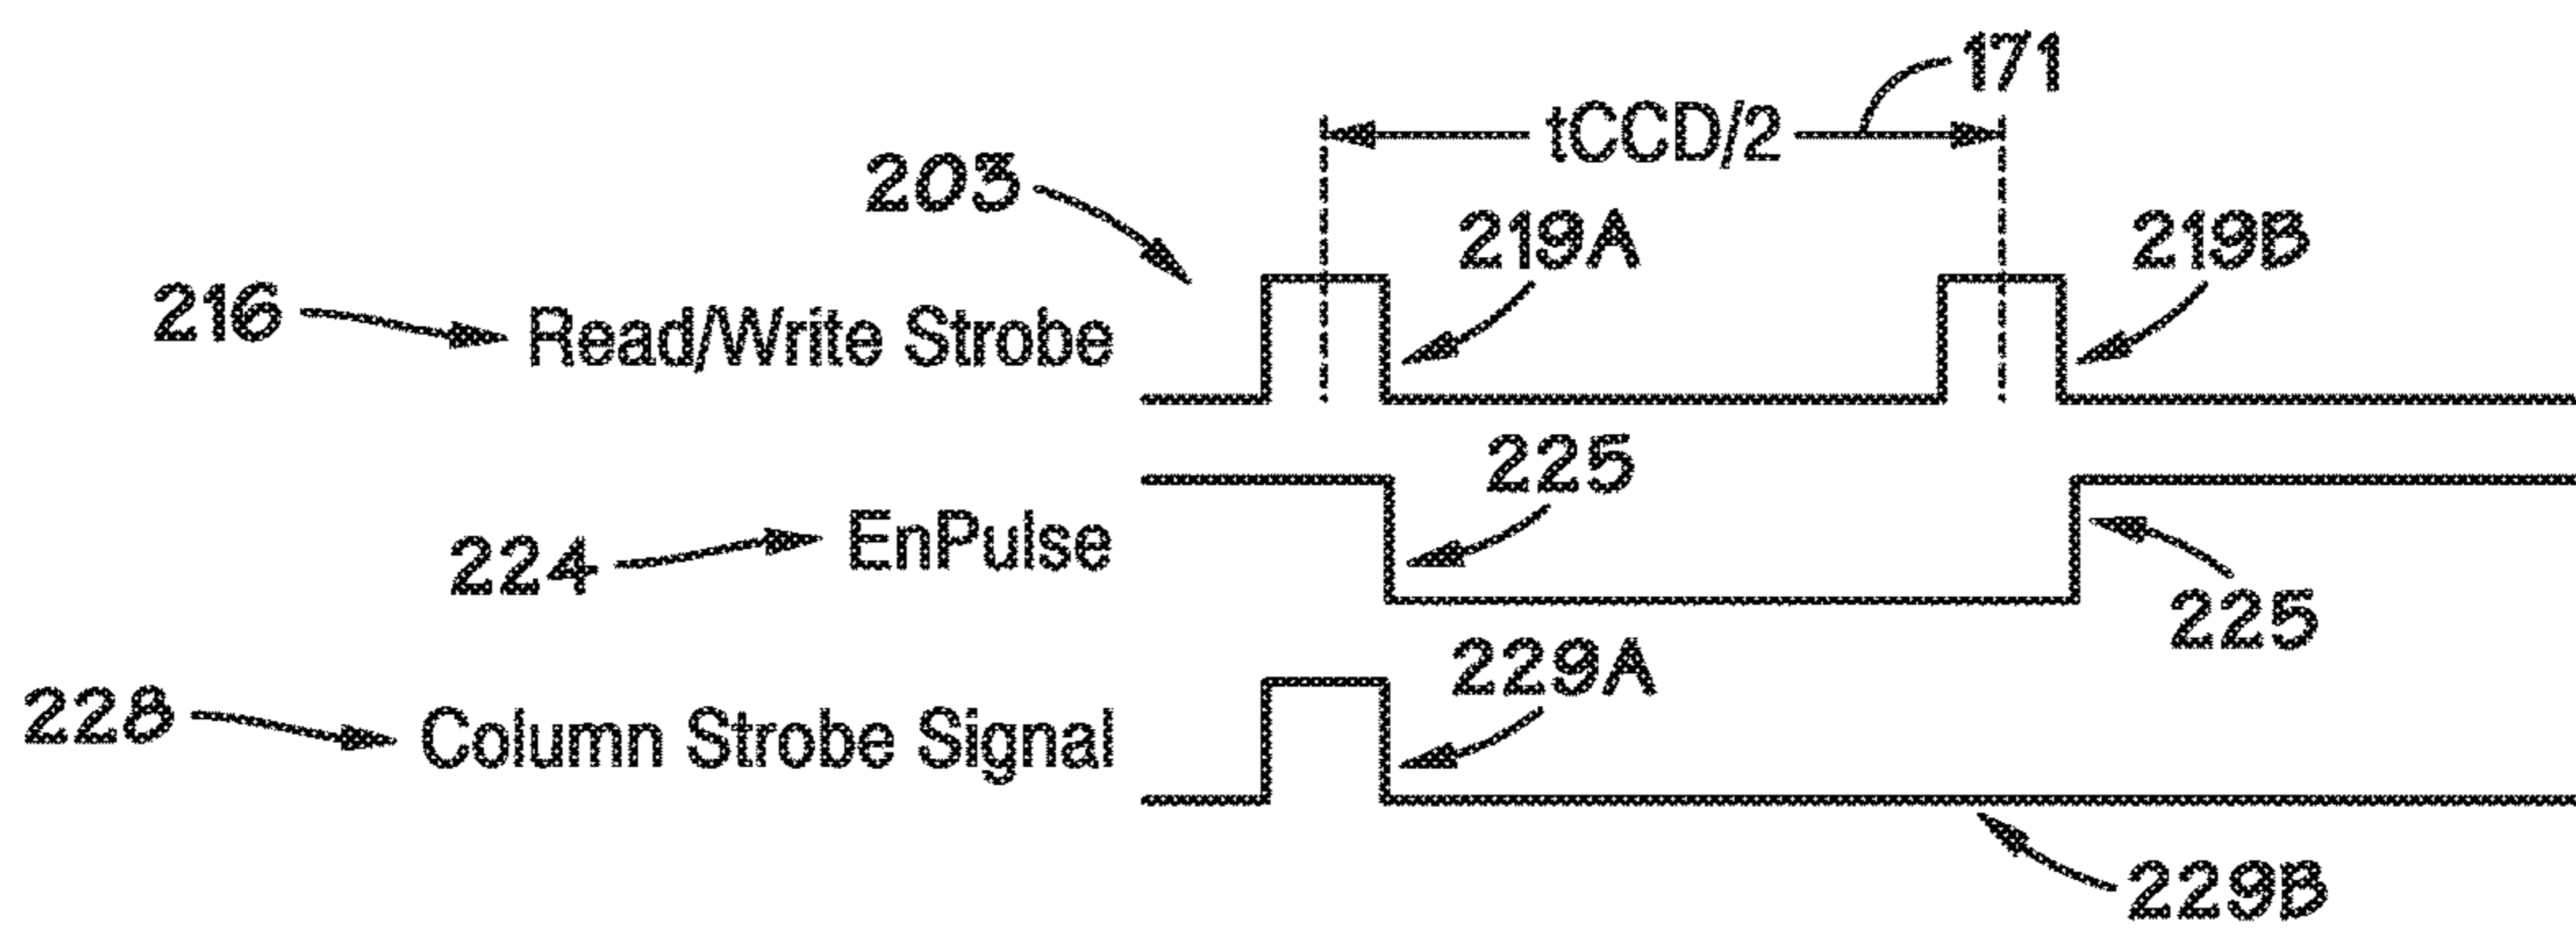 171
tCCD/2
203
219A
219B
216
Read/Write Strobe
225
224
EnPulse
225
229A
228
Column Strobe Signal
229B